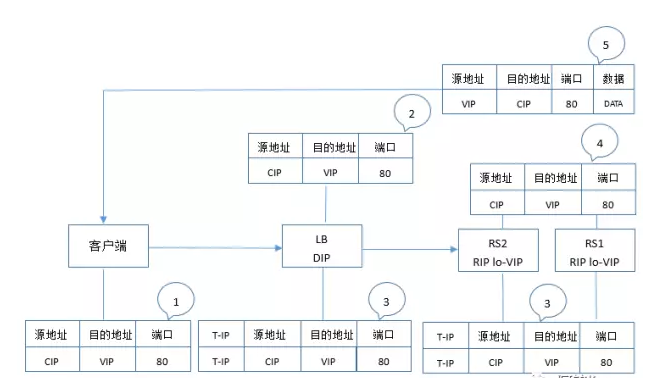 5
源地址 目的地址 端口 数据
VIP CIP 80 DATA
2
源地址 目的地址 端口
CIP VIP 80
4
源地址 目的地址 端口
CIP VIP 80
客户端
LB
DIP
RS2
RIP lo-VIP
RS1
RIP lo-VIP
1
源地址 目的地址 端口
CIP VIP 80
3
T-IP 源地址 目的地址 端口
T-IP CIP VIP 80
3
T-IP 源地址 目的地址 端口
T-IP CIP VIP 80